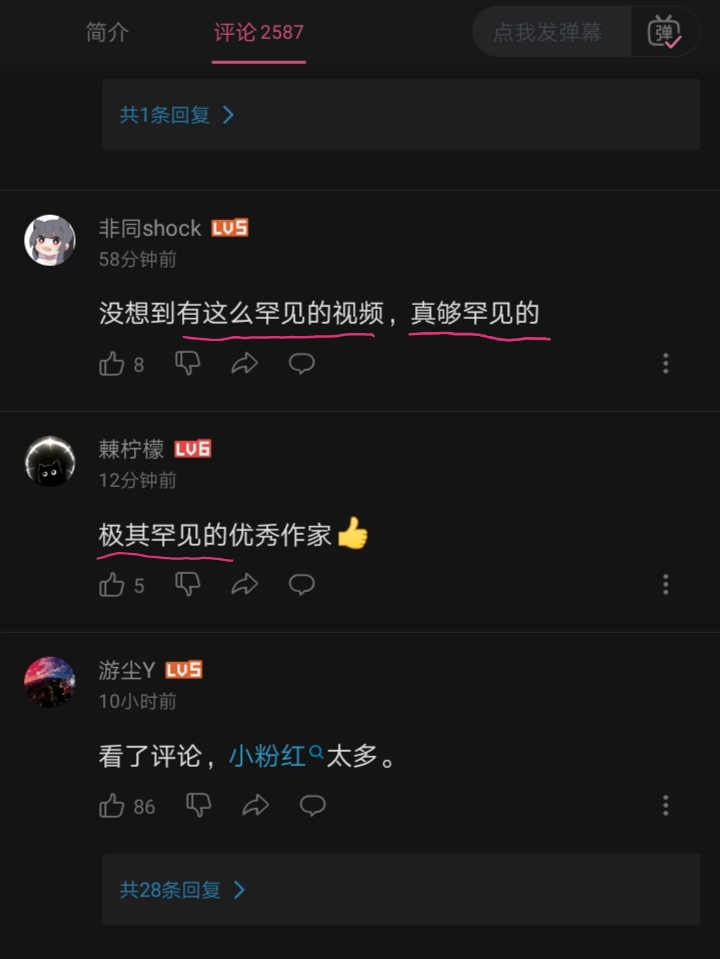 简介
评论 2587
点我发弹幕
弹
共1条回复
非同shock LV5
58分钟前
没想到有这么罕见的视频，真够罕见的
8
棘柠檬 LV6
12分钟前
极其罕见的优秀作家👍
5
游尘Y LV5
10小时前
看了评论，小粉红太多。
86
共28条回复